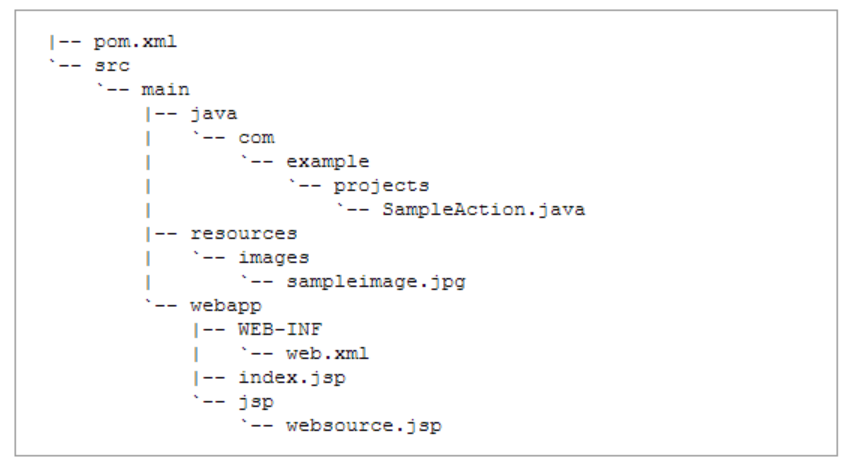 |-- pom.xml
`-- src
    `-- main
        |-- java
        |   `-- com
        |       `-- example
        |           `-- projects
        |               `-- SampleAction.java
        |-- resources
        |   `-- images
        |       `-- sampleimage.jpg
        `-- webapp
            |-- WEB-INF
            |   `-- web.xml
            |-- index.jsp
            `-- jsp
                `-- websource.jsp